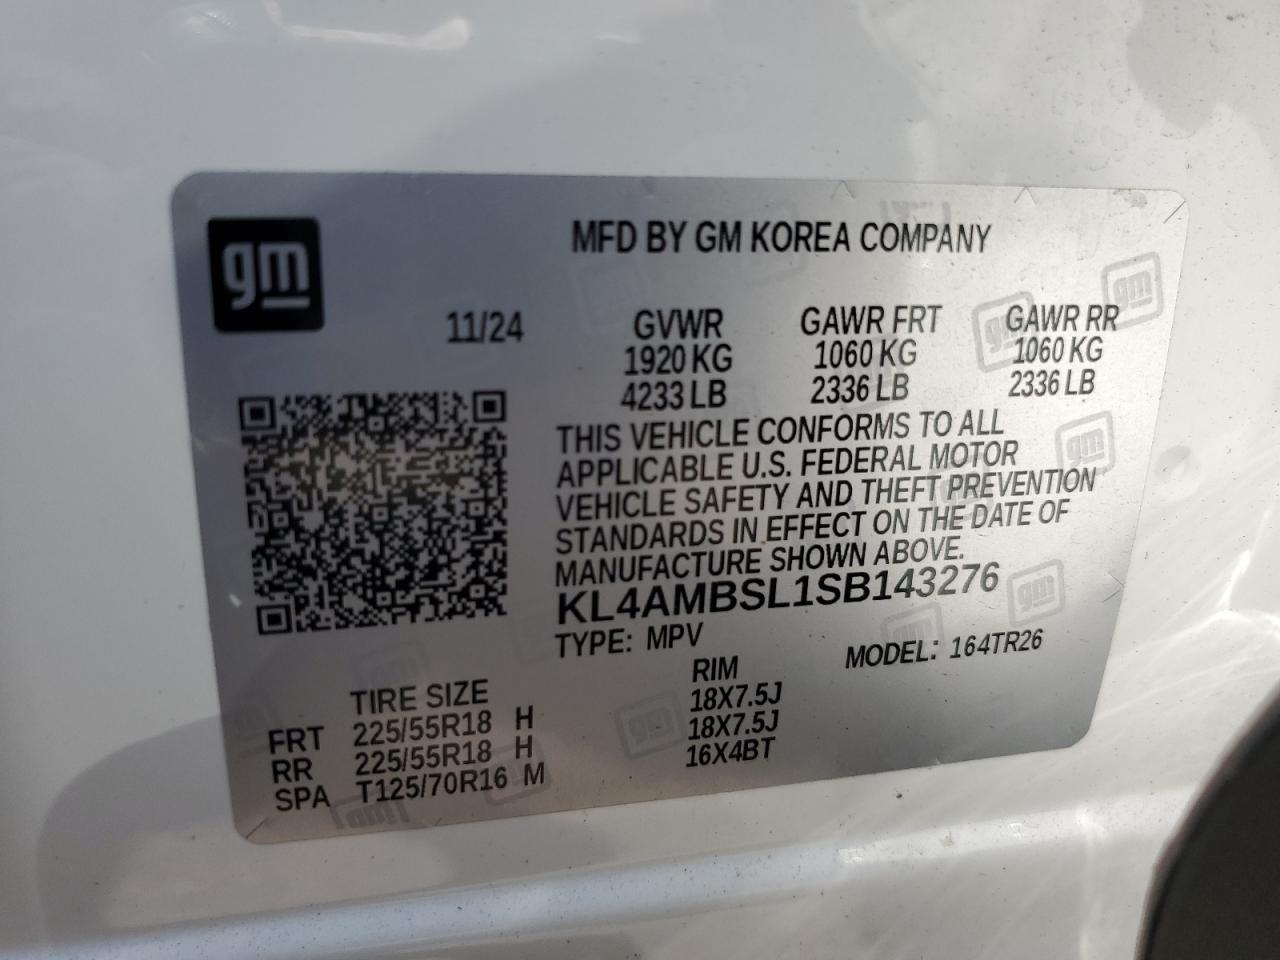 gm
MFD BY GM KOREA COMPANY
11/24
GVWR GAWR FRT GAWR RR
1920 KG 1060 KG 1060 KG
4233 LB 2336 LB 2336 LB
THIS VEHICLE CONFORMS TO ALL
APPLICABLE U.S. FEDERAL MOTOR
VEHICLE SAFETY AND THEFT PREVENTION
STANDARDS IN EFFECT ON THE DATE OF
MANUFACTURE SHOWN ABOVE.
KL4AMBSL1SB143276
TYPE: MPV MODEL: 164TR26
TIRE SIZE RIM
FRT 225/55R18 H 18X7.5J
RR 225/55R18 H 18X7.5J
SPA T125/70R16 M 16X4BT